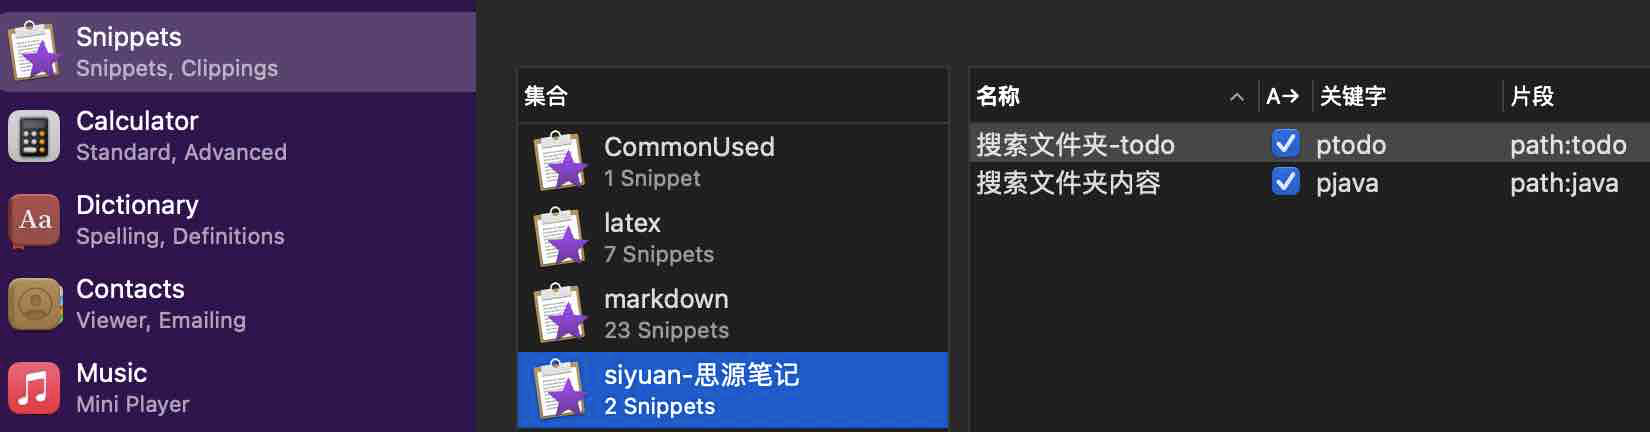 Snippets
Snippets, Clippings
Calculator
Standard, Advanced
Aa
Dictionary
Spelling, Definitions
Contacts
Viewer, Emailing
Music
Mini Player
集合
CommonUsed
1 Snippet
latex
7 Snippets
markdown
23 Snippets
siyuan-思源笔记
2 Snippets
名称 A→ 关键字 片段
搜索文件夹-todo ptodo path:todo
搜索文件夹内容 pjava path:java